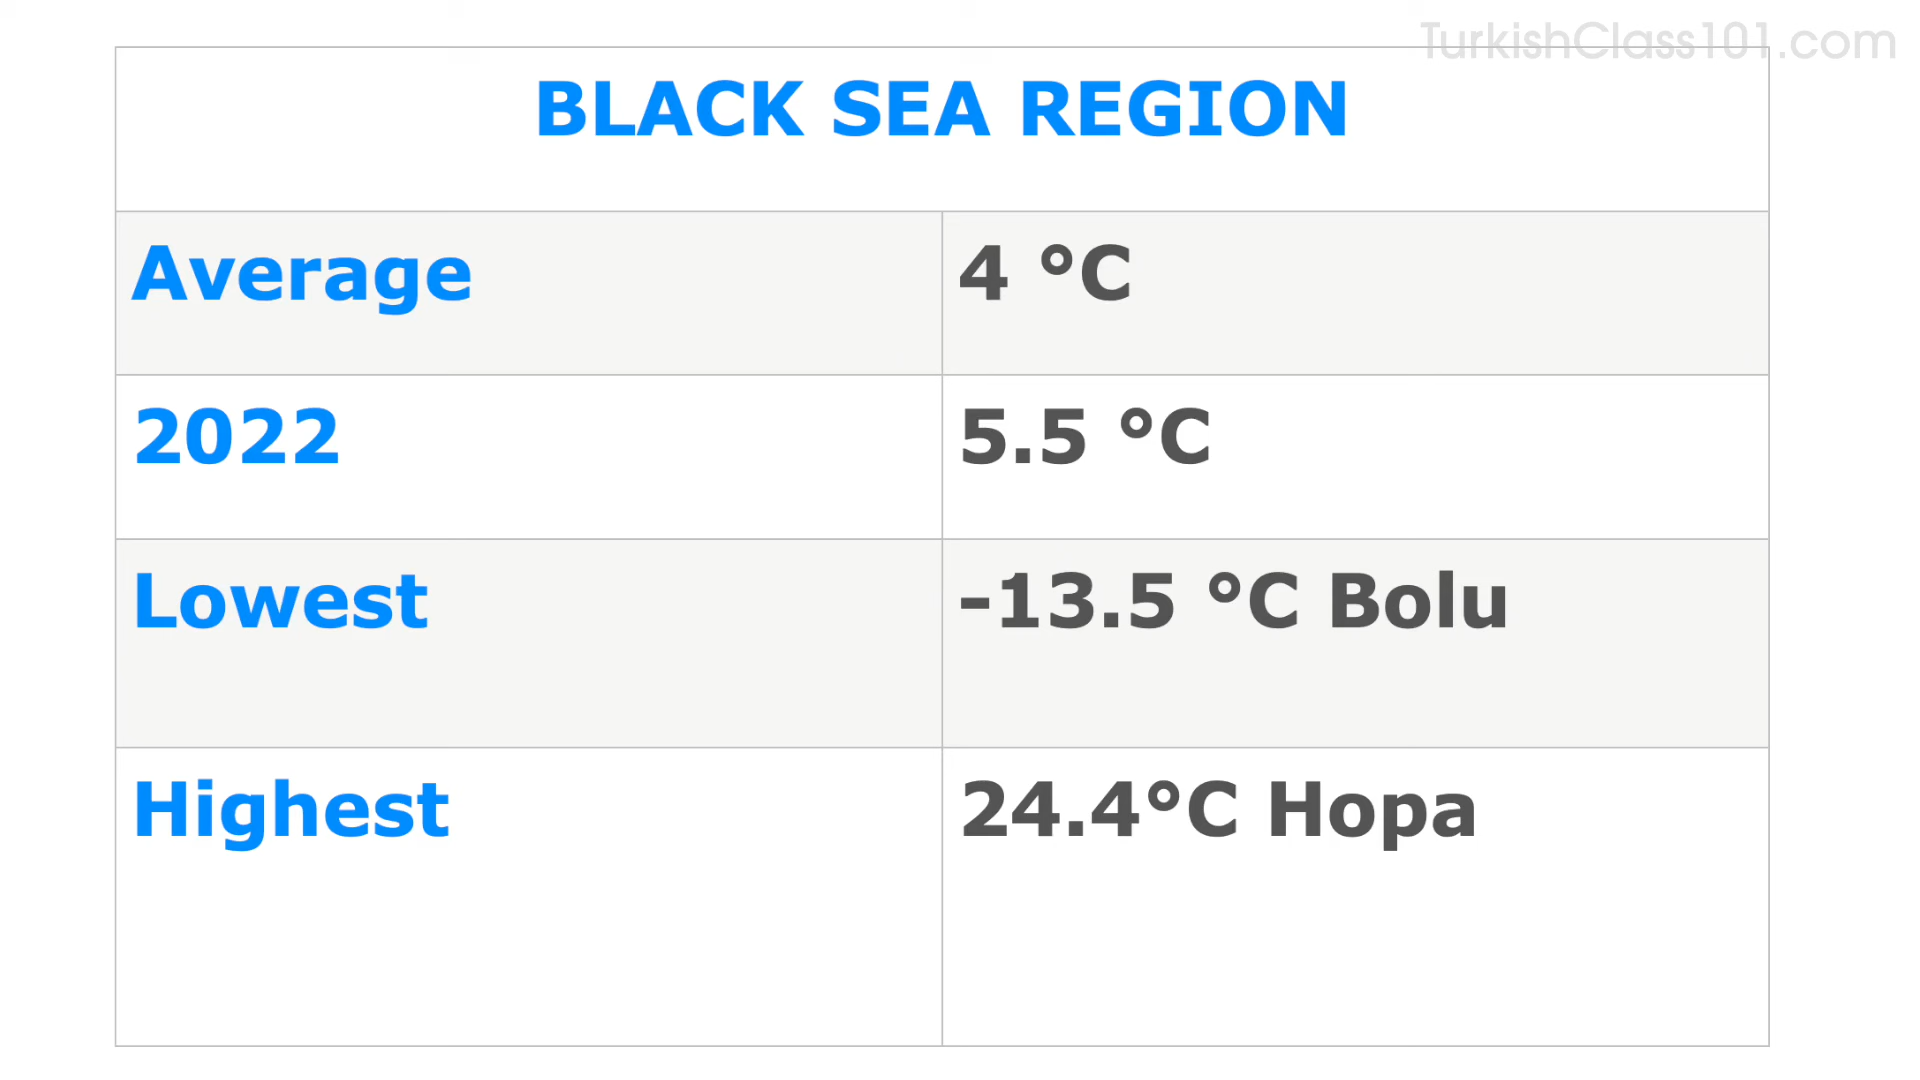 TurkishClass101.com
BLACK SEA REGION
Average 4 °C
2022 5.5 °C
Lowest -13.5 °C Bolu
Highest 24.4°C Hopa